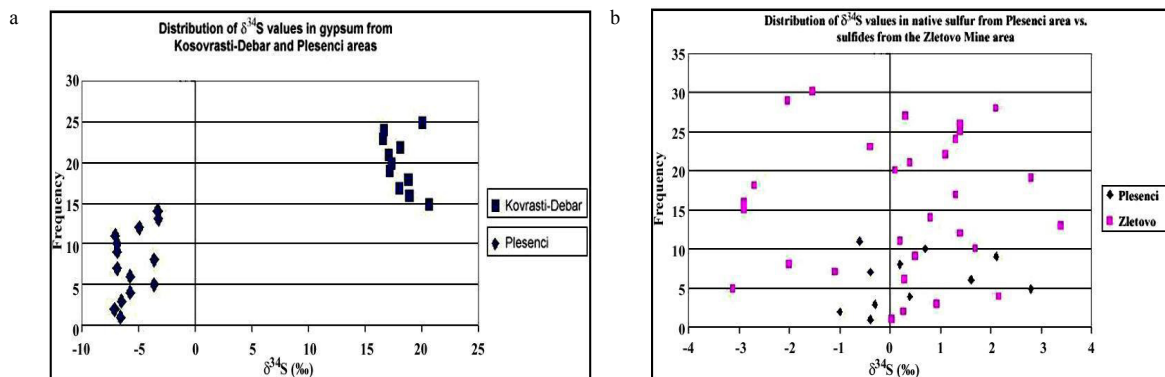 a
Distribution of δ³⁴S values in gypsum from
Kosovrasti-Debar and Plesenci areas
Frequency
30
25
20
15
10
5
0
-10 -5 0 5 10 15 20 25
δ³⁴S (‰)
Kovrasti-Debar
Plesenci
b
Distribution of δ³⁴S values in native sulfur from Plesenci area vs.
sulfides from the Zletovo Mine area
Frequency
35
30
25
20
15
10
5
0
-4 -3 -2 -1 0 1 2 3 4
δ³⁴S (‰)
Plesenci
Zletovo